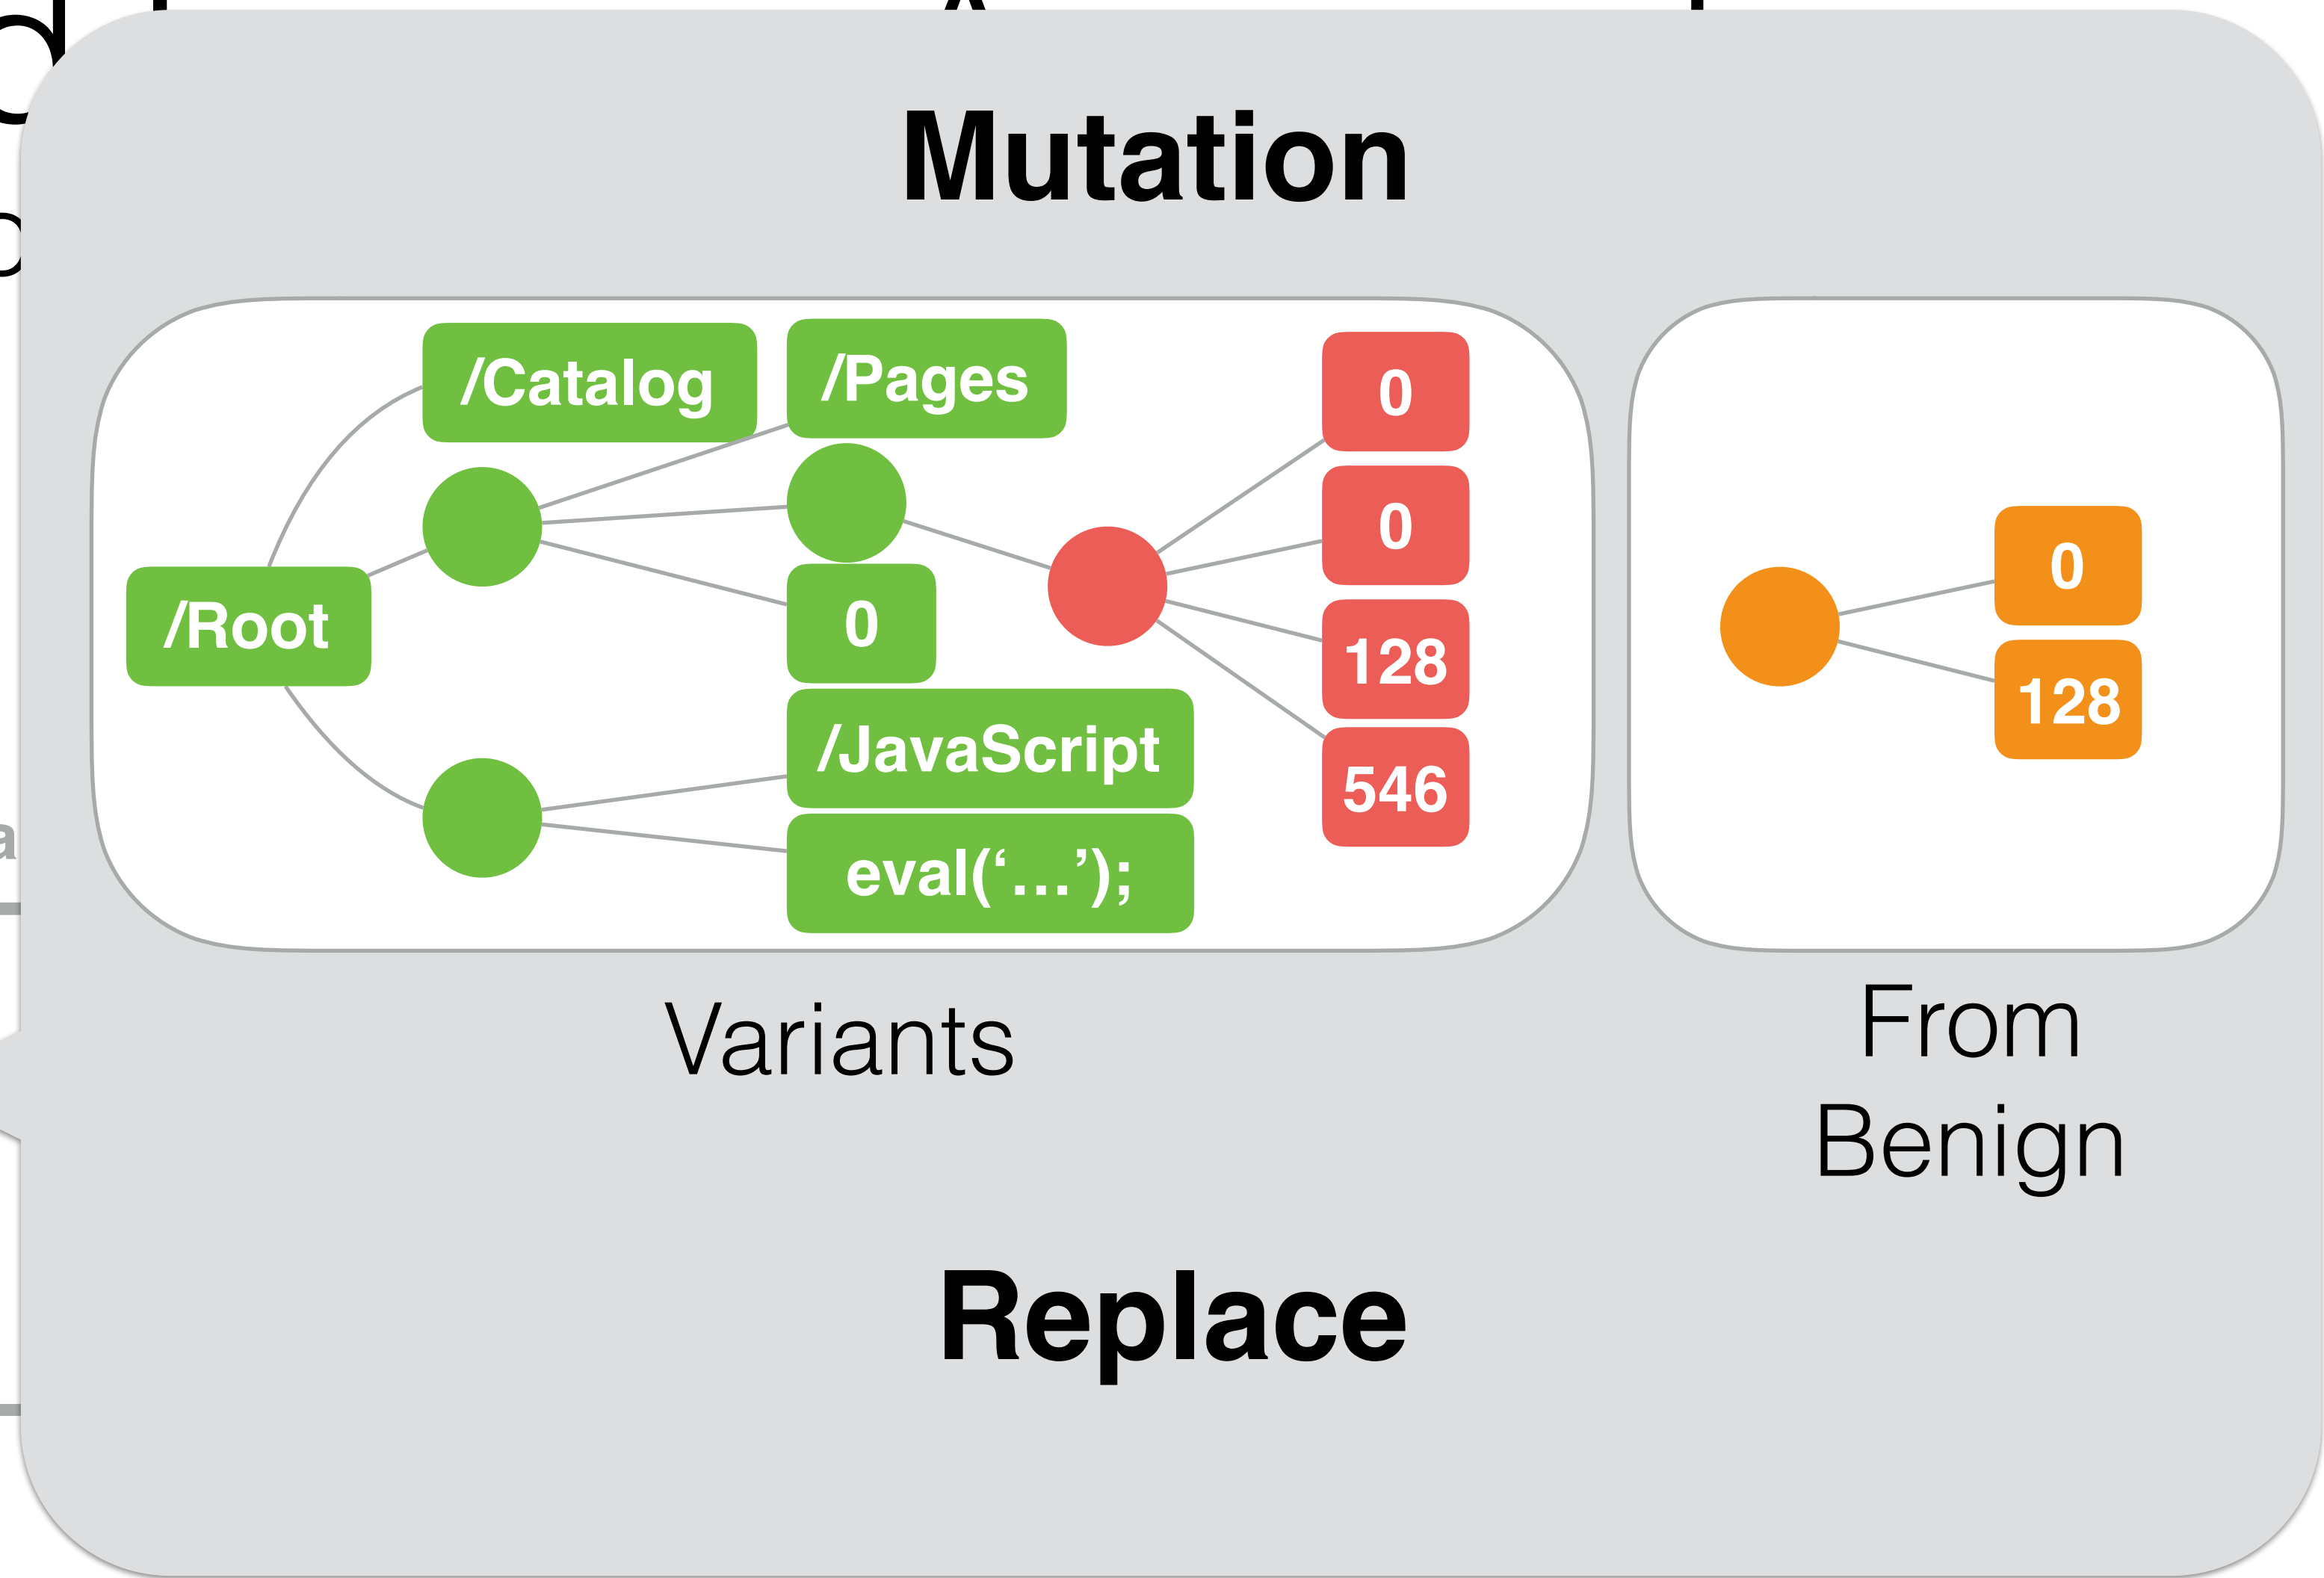 Mutation
/Catalog
/Pages
0
0
/Root
0
128
546
/JavaScript
eval(‘...’);
0
128
Variants
From
Benign
Replace